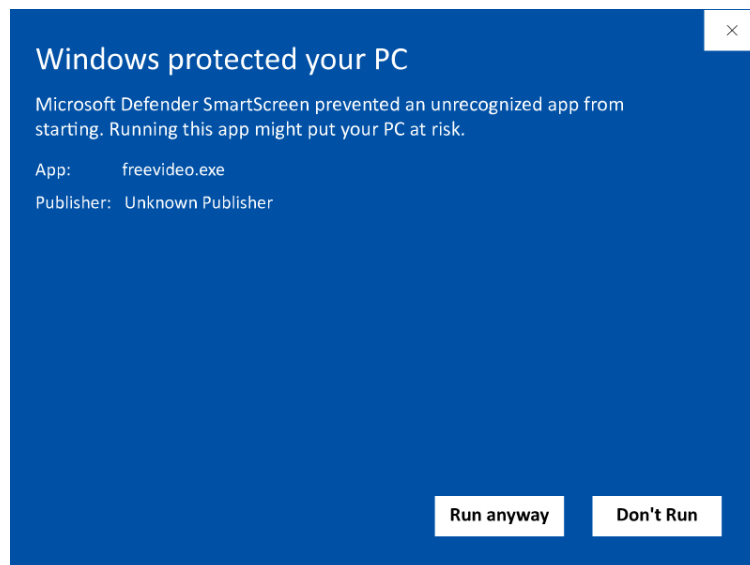 Windows protected your PC
Microsoft Defender SmartScreen prevented an unrecognized app from
starting. Running this app might put your PC at risk.
App: freevideo.exe
Publisher: Unknown Publisher
Run anyway Don't Run